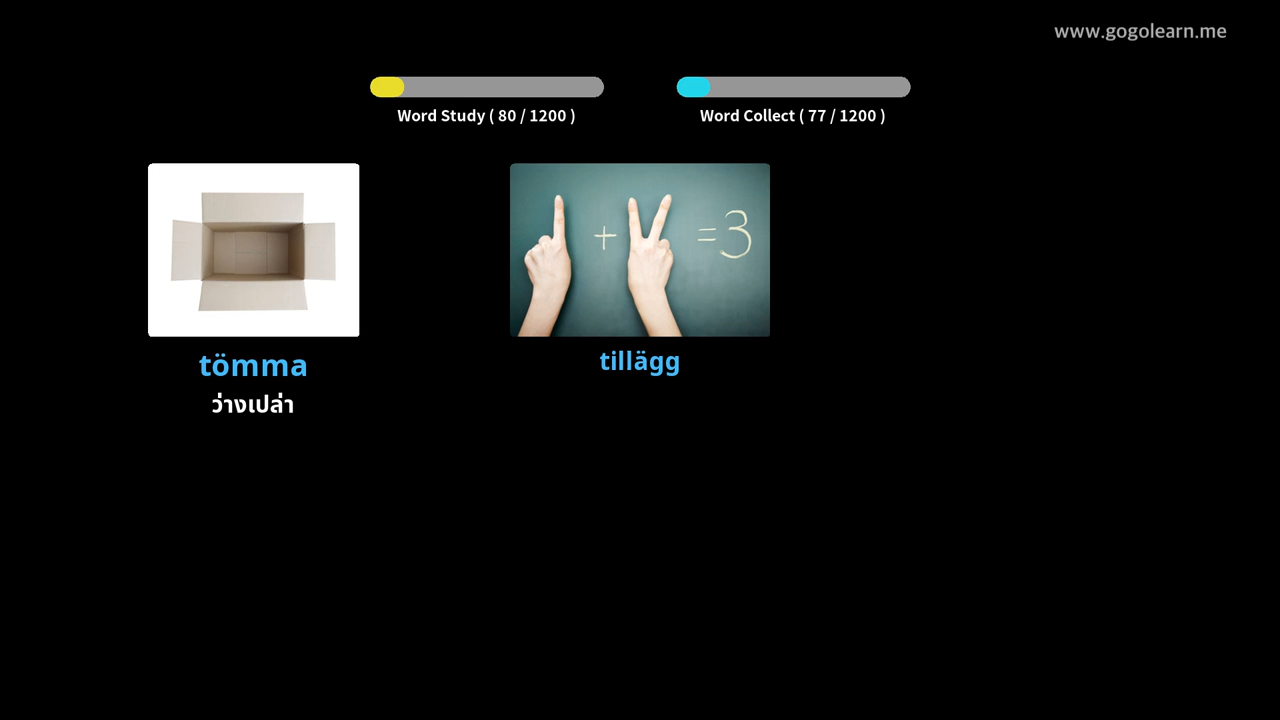 www.gogolearn.me
Word Study ( 80 / 1200 )
Word Collect ( 77 / 1200 )
+ =3
tömma
ว่างเปล่า
tillägg